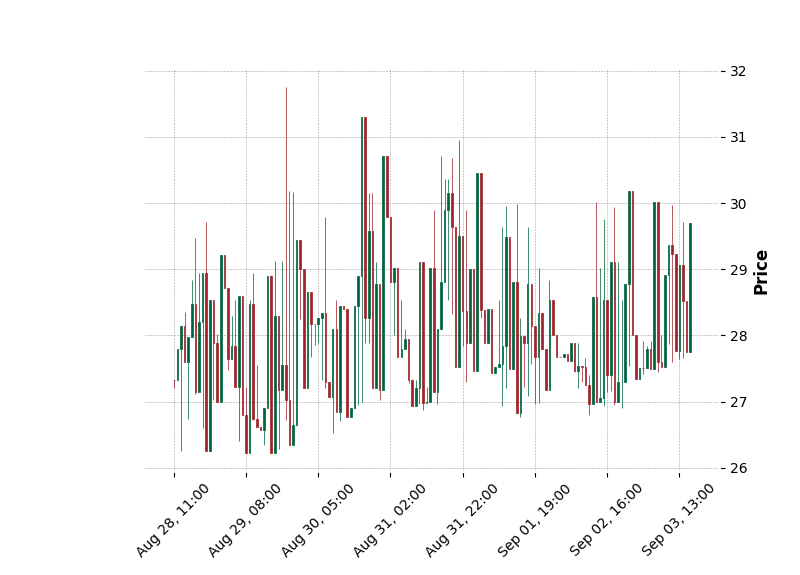 32
31
30
29
28
27
26
Price
Aug 28, 11:00
Aug 29, 08:00
Aug 30, 05:00
Aug 31, 02:00
Aug 31, 22:00
Sep 01, 19:00
Sep 02, 16:00
Sep 03, 13:00